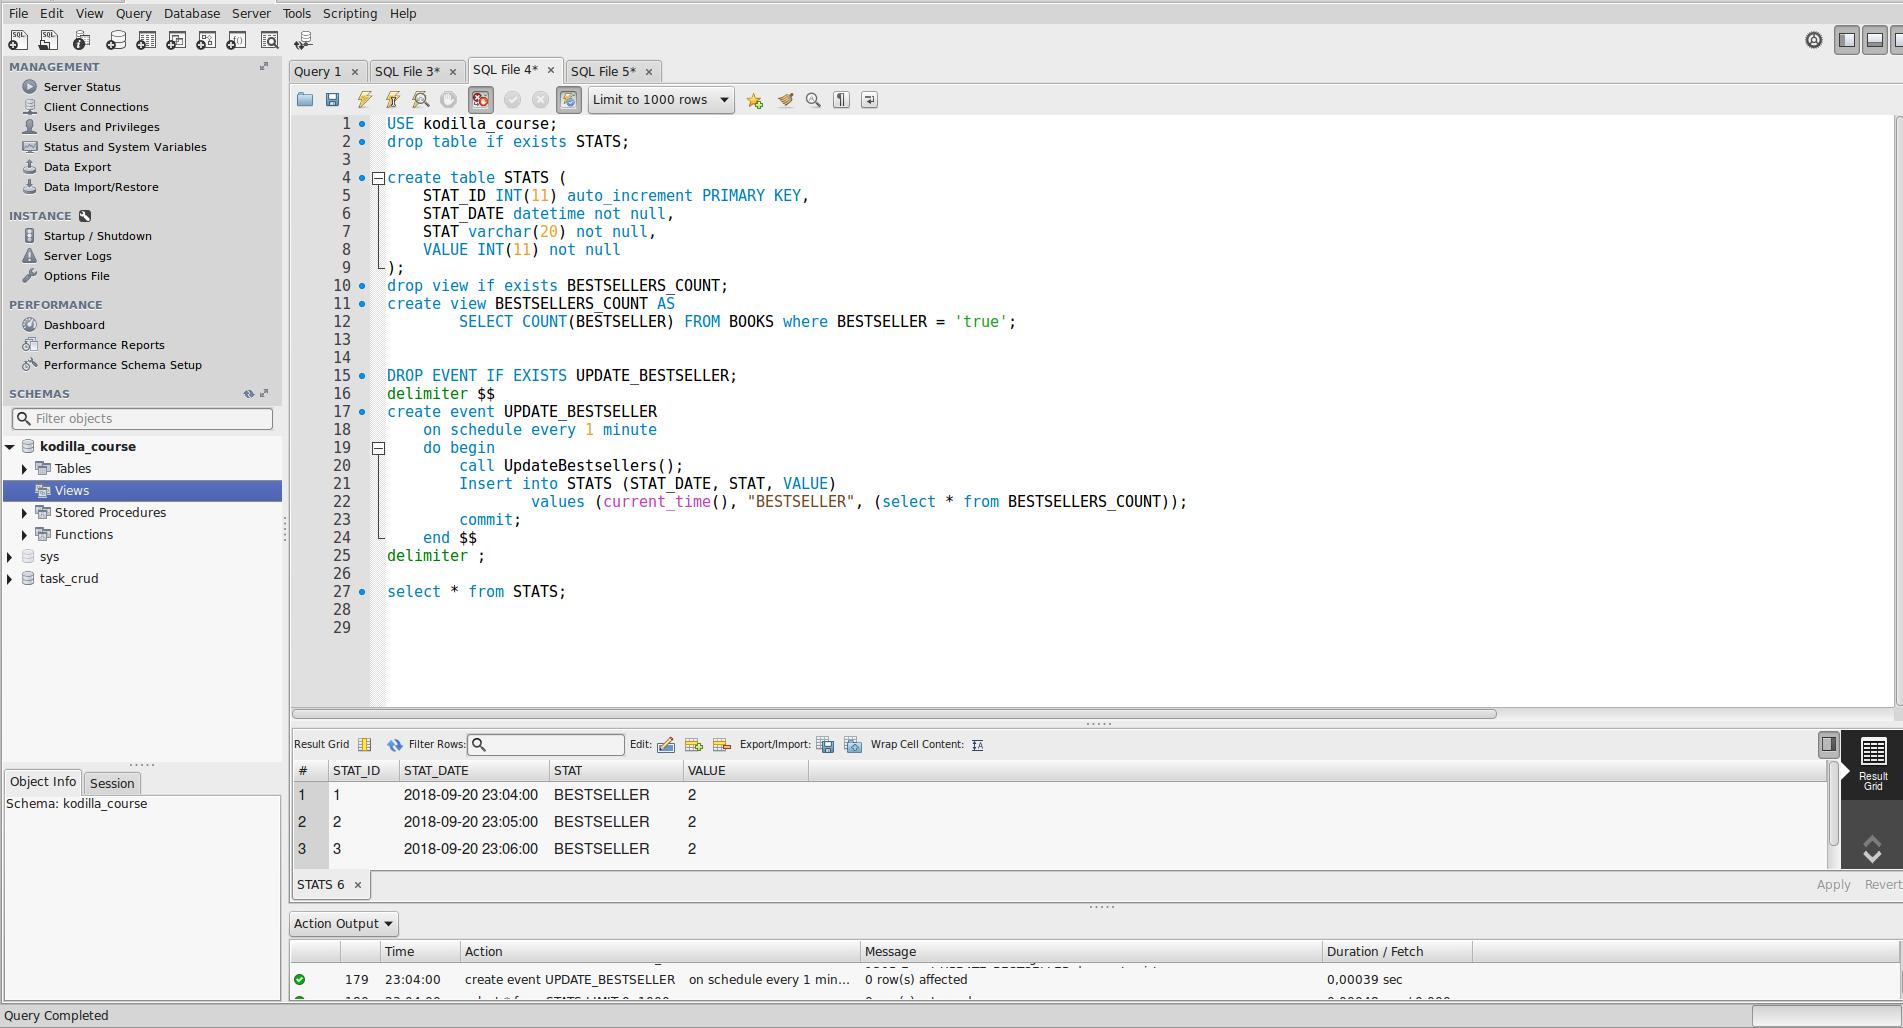 File Edit View Query Database Server Tools Scripting Help
MANAGEMENT
Server Status
Client Connections
Users and Privileges
Status and System Variables
Data Export
Data Import/Restore
INSTANCE
Startup / Shutdown
Server Logs
Options File
PERFORMANCE
Dashboard
Performance Reports
Performance Schema Setup
SCHEMAS
Filter objects
kodilla_course
Tables
Views
Stored Procedures
Functions
sys
task_crud
Object Info Session
Schema: kodilla_course
Query 1 × SQL File 3* × SQL File 4* × SQL File 5* ×
Limit to 1000 rows
1 USE kodilla_course;
2 drop table if exists STATS;
3
4 create table STATS (
5 STAT_ID INT(11) auto_increment PRIMARY KEY,
6 STAT_DATE datetime not null,
7 STAT varchar(20) not null,
8 VALUE INT(11) not null
9 );
10 drop view if exists BESTSELLERS_COUNT;
11 create view BESTSELLERS_COUNT AS
12 SELECT COUNT(BESTSELLER) FROM BOOKS where BESTSELLER = 'true';
13
14
15 DROP EVENT IF EXISTS UPDATE_BESTSELLER;
16 delimiter $$
17 create event UPDATE_BESTSELLER
18 on schedule every 1 minute
19 do begin
20 call UpdateBestsellers();
21 Insert into STATS (STAT_DATE, STAT, VALUE)
22 values (current_time(), "BESTSELLER", (select * from BESTSELLERS_COUNT));
23 commit;
24 end $$
25 delimiter ;
26
27 select * from STATS;
28
29
Result Grid Filter Rows: Edit: Export/Import: Wrap Cell Content:
# STAT_ID STAT_DATE STAT VALUE
1 1 2018-09-20 23:04:00 BESTSELLER 2
2 2 2018-09-20 23:05:00 BESTSELLER 2
3 3 2018-09-20 23:06:00 BESTSELLER 2
Result
Grid
STATS 6 × Apply Revert
Action Output
Time Action Message Duration / Fetch
179 23:04:00 create event UPDATE_BESTSELLER on schedule every 1 min... 0 row(s) affected 0,00039 sec
Query Completed